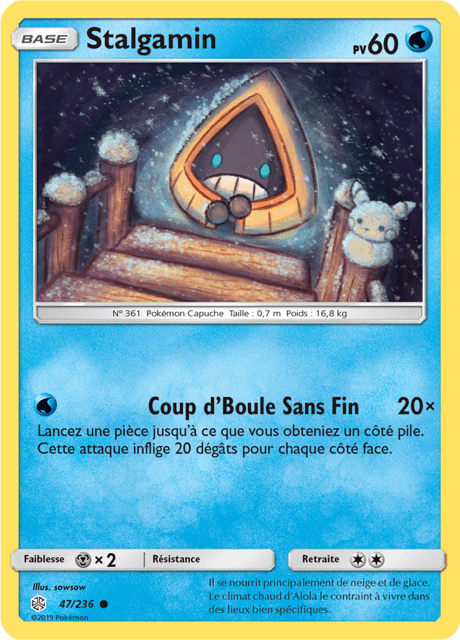 BASE Stalgamin PV60
N° 361 Pokémon Capuche Taille : 0,7 m Poids : 16,8 kg
Coup d'Boule Sans Fin 20×
Lancez une pièce jusqu'à ce que vous obteniez un côté pile.
Cette attaque inflige 20 dégâts pour chaque côté face.
Faiblesse ×2 Résistance Retraite
Illus. sowsow
47/236
©2019 Pokémon
Il se nourrit principalement de neige et de glace.
Le climat chaud d'Alola le contraint à vivre dans
des lieux bien spécifiques.